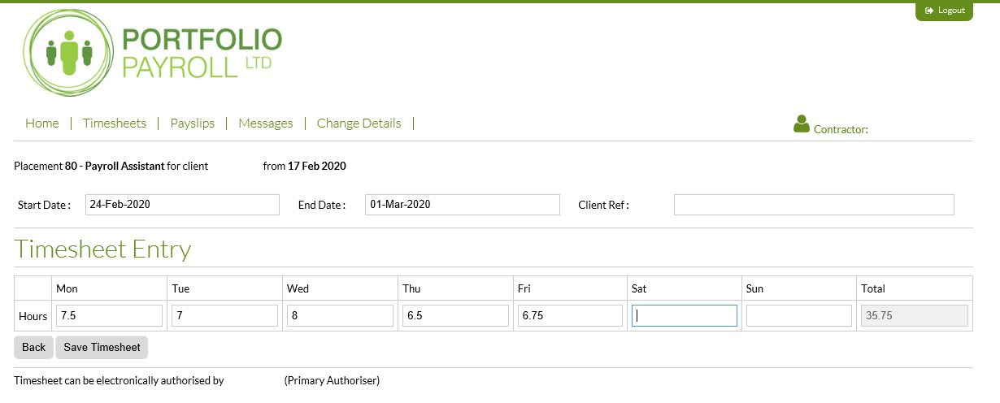 Logout
PORTFOLIO
PAYROLL LTD
Home | Timesheets | Payslips | Messages | Change Details |
Contractor:
Placement 80 - Payroll Assistant for client from 17 Feb 2020
Start Date : 24-Feb-2020 End Date : 01-Mar-2020 Client Ref :
Timesheet Entry
Mon Tue Wed Thu Fri Sat Sun Total
Hours 7.5 7 8 6.5 6.75 35.75
Back Save Timesheet
Timesheet can be electronically authorised by (Primary Authoriser)